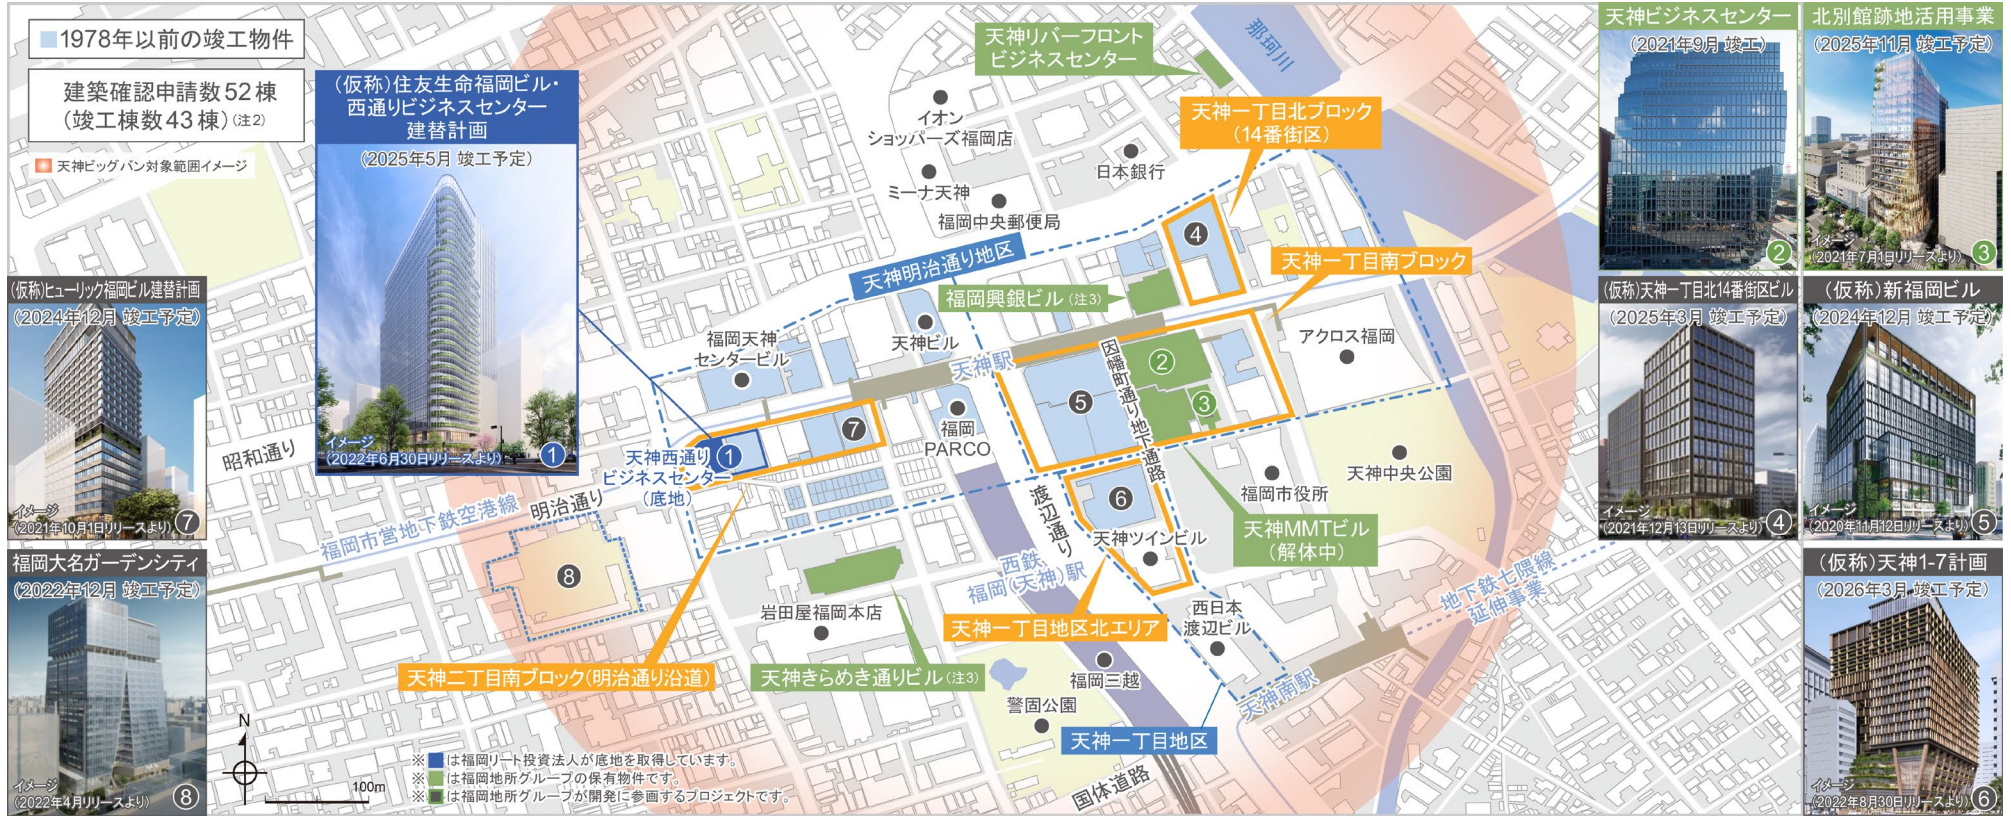 1978年以前の竣工物件
建築確認申請数52棟
(竣工棟数43棟)(注2)
天神ビッグバン対象範囲イメージ
(仮称)住友生命福岡ビル・
西通りビジネスセンター
建替計画
(2025年5月 竣工予定)
イメージ
(2022年6月30日リリースより)
1
(仮称)ヒューリック福岡ビル建替計画
(2024年12月 竣工予定)
イメージ
(2021年10月1日リリースより)
7
福岡大名ガーデンシティ
(2022年12月 竣工予定)
イメージ
(2022年4月リリースより)
8
天神リバーフロント
ビジネスセンター
那珂川
イオン
ショッパーズ福岡店
ミーナ天神
福岡中央郵便局
日本銀行
天神一丁目北ブロック
(14番街区)
4
天神明治通り地区
天神一丁目南ブロック
福岡興銀ビル(注3)
福岡天神
センタービル
天神ビル
天神駅
因幡町通り地下通路
2
アクロス福岡
5
3
7
福岡
PARCO
昭和通り
天神西通り
ビジネスセンター
(底地)
1
明治通り
福岡市営地下鉄空港線
渡辺通り
6
福岡市役所
天神中央公園
天神MMTビル
(解体中)
天神ツインビル
8
西鉄
福岡(天神)駅
地下鉄七隈線
延伸事業
岩田屋福岡本店
天神一丁目地区北エリア
西日本
渡辺ビル
天神二丁目南ブロック(明治通り沿道)
天神きらめき通りビル(注3)
福岡三越
天神南駅
警固公園
天神一丁目地区
国体道路
N
100m
※ は福岡リート投資法人が底地を取得しています。
※ は福岡地所グループの保有物件です。
※ は福岡地所グループが開発に参画するプロジェクトです。
天神ビジネスセンター
(2021年9月 竣工)
2
北別館跡地活用事業
(2025年11月 竣工予定)
イメージ
(2021年7月1日リリースより)
3
(仮称)天神一丁目北14番街区ビル
(2025年3月 竣工予定)
イメージ
(2021年12月13日リリースより)
4
(仮称)新福岡ビル
(2024年12月 竣工予定)
イメージ
(2020年11月12日リリースより)
5
(仮称)天神1-7計画
(2026年3月 竣工予定)
イメージ
(2022年8月30日リリースより)
6